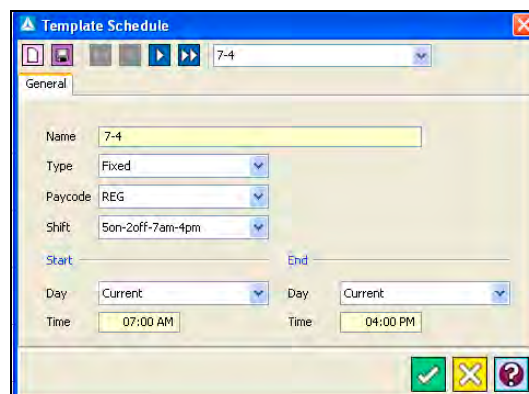 Template Schedule
7-4
General
Name 7-4
Type Fixed
Paycode REG
Shift 5on-2off-7am-4pm
Start End
Day Current Day Current
Time 07:00 AM Time 04:00 PM